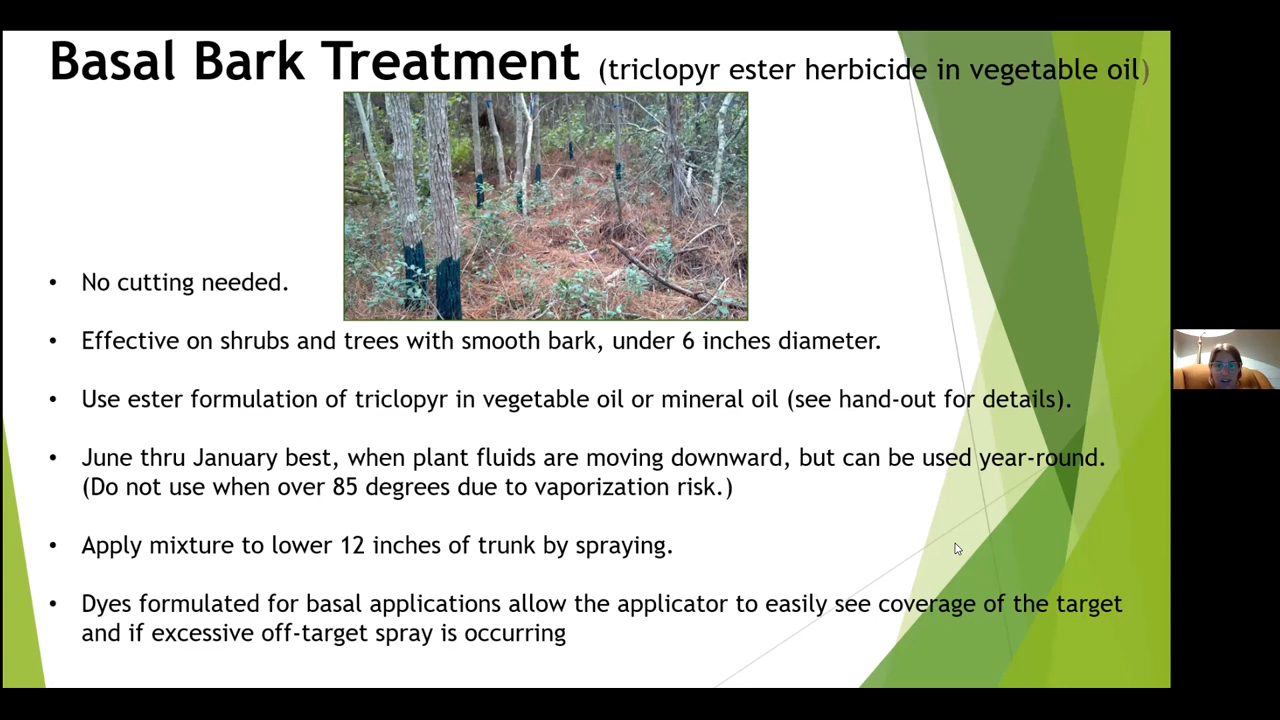 Basal Bark Treatment (triclopyr ester herbicide in vegetable oil)
• No cutting needed.
• Effective on shrubs and trees with smooth bark, under 6 inches diameter.
• Use ester formulation of triclopyr in vegetable oil or mineral oil (see hand-out for details).
• June thru January best, when plant fluids are moving downward, but can be used year-round.
(Do not use when over 85 degrees due to vaporization risk.)
• Apply mixture to lower 12 inches of trunk by spraying.
• Dyes formulated for basal applications allow the applicator to easily see coverage of the target
and if excessive off-target spray is occurring